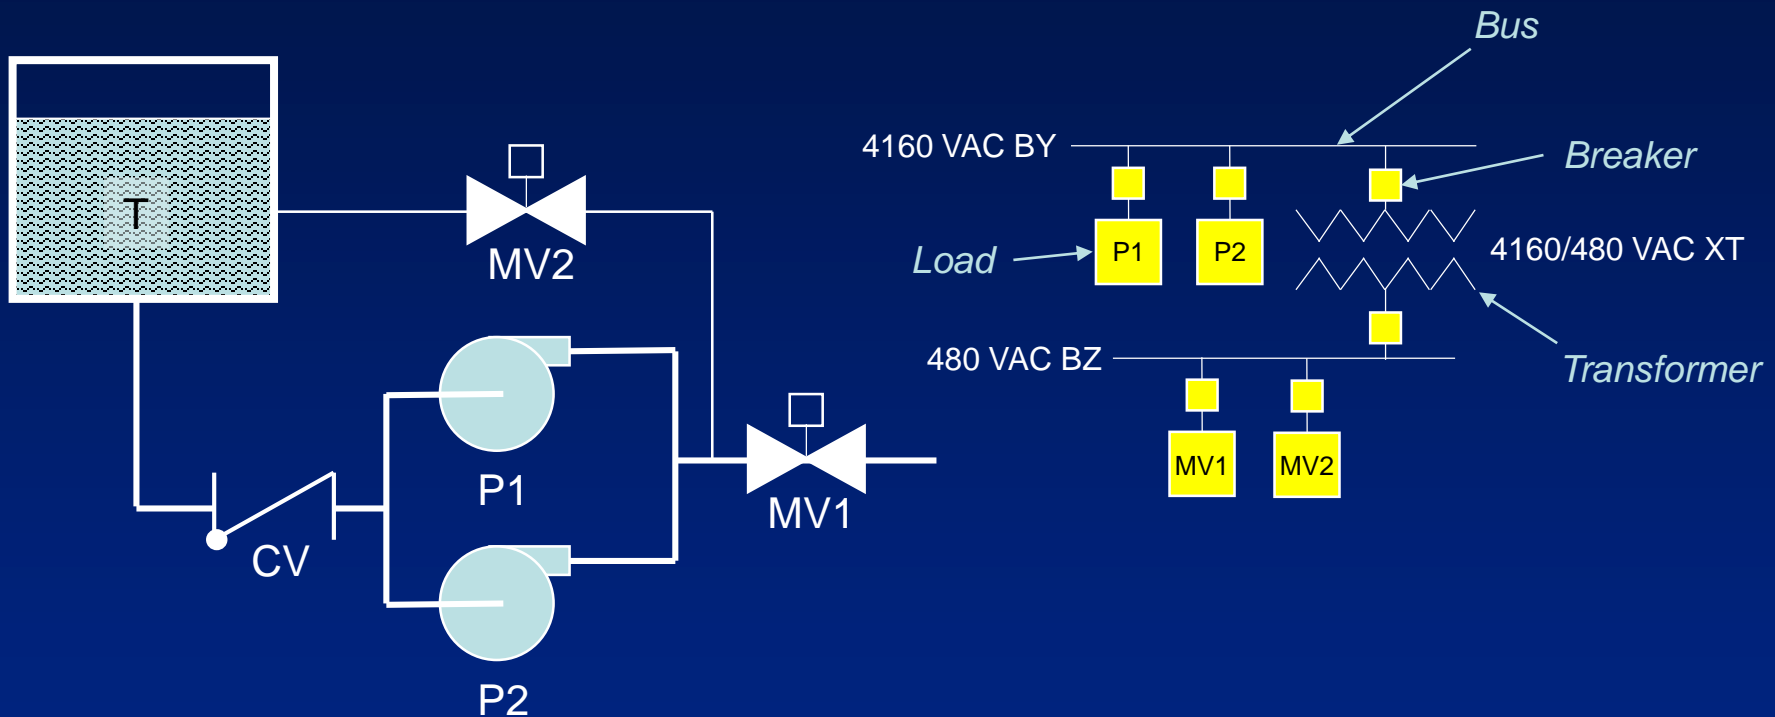 Bus
4160 VAC BY
Breaker
T
MV2
Load
P1
P2
4160/480 VAC XT
480 VAC BZ
Transformer
P1
MV1
MV1
MV2
CV
P2